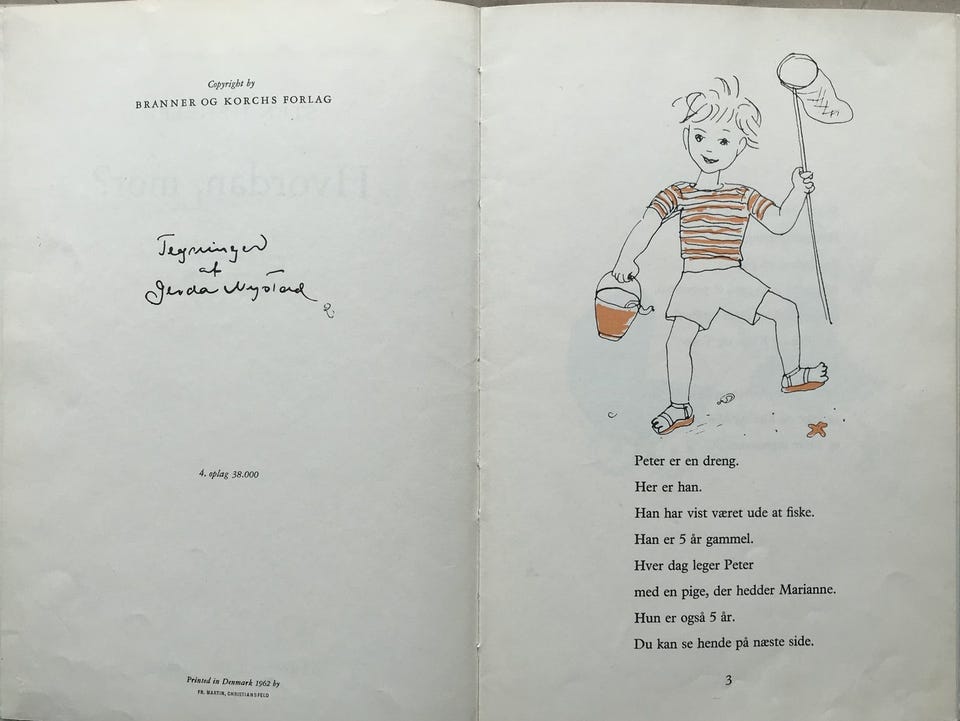 Copyright by
BRANNER OG KORCHS FORLAG
Hvordan, mor?
Tegninger
af
Gerda Nystad
4. oplag 38.000
Printed in Denmark 1962 by
FR. MARTIN, CHRISTIANSFELD
Peter er en dreng.
Her er han.
Han har vist været ude at fiske.
Han er 5 år gammel.
Hver dag leger Peter
med en pige, der hedder Marianne.
Hun er også 5 år.
Du kan se hende på næste side.
3